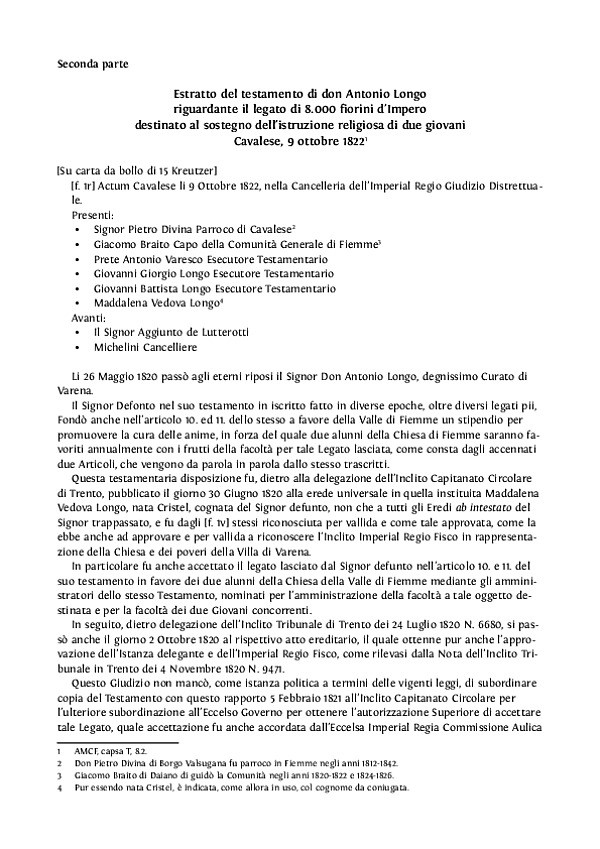 Seconda parte
Estratto del testamento di don Antonio Longo
riguardante il legato di 8.000 fiorini d'Impero
destinato al sostegno dell'istruzione religiosa di due giovani
Cavalese, 9 ottobre 1822¹
[Su carta da bollo di 15 Kreutzer]
[f. 1r] Actum Cavalese li 9 Ottobre 1822, nella Cancelleria dell'Imperial Regio Giudizio Distrettua-
le.
Presenti:
• Signor Pietro Divina Parroco di Cavalese²
• Giacomo Braito Capo della Comunità Generale di Fiemme³
• Prete Antonio Varesco Esecutore Testamentario
• Giovanni Giorgio Longo Esecutore Testamentario
• Giovanni Battista Longo Esecutore Testamentario
• Maddalena Vedova Longo⁴
Avanti:
• Il Signor Aggiunto de Lutterotti
• Michelini Cancelliere
Li 26 Maggio 1820 passò agli eterni riposi il Signor Don Antonio Longo, degnissimo Curato di
Varena.
Il Signor Defonto nel suo testamento in iscritto fatto in diverse epoche, oltre diversi legati pii,
Fondò anche nell'articolo 10. ed 11. dello stesso a favore della Valle di Fiemme un stipendio per
promuovere la cura delle anime, in forza del quale due alunni della Chiesa di Fiemme saranno fa-
voriti annualmente con i frutti della facoltà per tale Legato lasciata, come consta dagli accennati
due Articoli, che vengono da parola in parola dallo stesso trascritti.
Questa testamentaria disposizione fu, dietro alla delegazione dell'Inclito Capitanato Circolare
di Trento, pubblicato il giorno 30 Giugno 1820 alla erede universale in quella instituita Maddalena
Vedova Longo, nata Cristel, cognata del Signor defunto, non che a tutti gli Eredi ab intestato del
Signor trappassato, e fu dagli [f. 1v] stessi riconosciuta per vallida e come tale approvata, come la
ebbe anche ad approvare e per vallida a riconoscere l'Inclito Imperial Regio Fisco in rappresenta-
zione della Chiesa e dei poveri della Villa di Varena.
In particolare fu anche accettato il legato lasciato dal Signor defunto nell'articolo 10. e 11. del
suo testamento in favore dei due alunni della Chiesa della Valle di Fiemme mediante gli ammini-
stratori dello stesso Testamento, nominati per l'amministrazione della facoltà a tale oggetto de-
stinata e per la facoltà dei due Giovani concorrenti.
In seguito, dietro delegazione dell'Inclito Tribunale di Trento dei 24 Luglio 1820 N. 6680, si pas-
sò anche il giorno 2 Ottobre 1820 al rispettivo atto ereditario, il quale ottenne pur anche l'appro-
vazione dell'Istanza delegante e dell'Imperial Regio Fisco, come rilevasi dalla Nota dell'Inclito Tri-
bunale in Trento dei 4 Novembre 1820 N. 9471.
Questo Giudizio non mancò, come istanza politica a termini delle vigenti leggi, di subordinare
copia del Testamento con questo rapporto 5 Febbraio 1821 all'Inclito Capitanato Circolare per
l'ulteriore subordinazione all'Eccelso Governo per ottenere l'autorizzazione Superiore di accettare
tale Legato, quale accettazione fu anche accordata dall'Eccelsa Imperial Regia Commissione Aulica
1 AMCF, capsa T, 8.2.
2 Don Pietro Divina di Borgo Valsugana fu parroco in Fiemme negli anni 1812-1842.
3 Giacomo Braito di Daiano di guidò la Comunità negli anni 1820-1822 e 1824-1826.
4 Pur essendo nata Cristel, è indicata, come allora in uso, col cognome da coniugata.